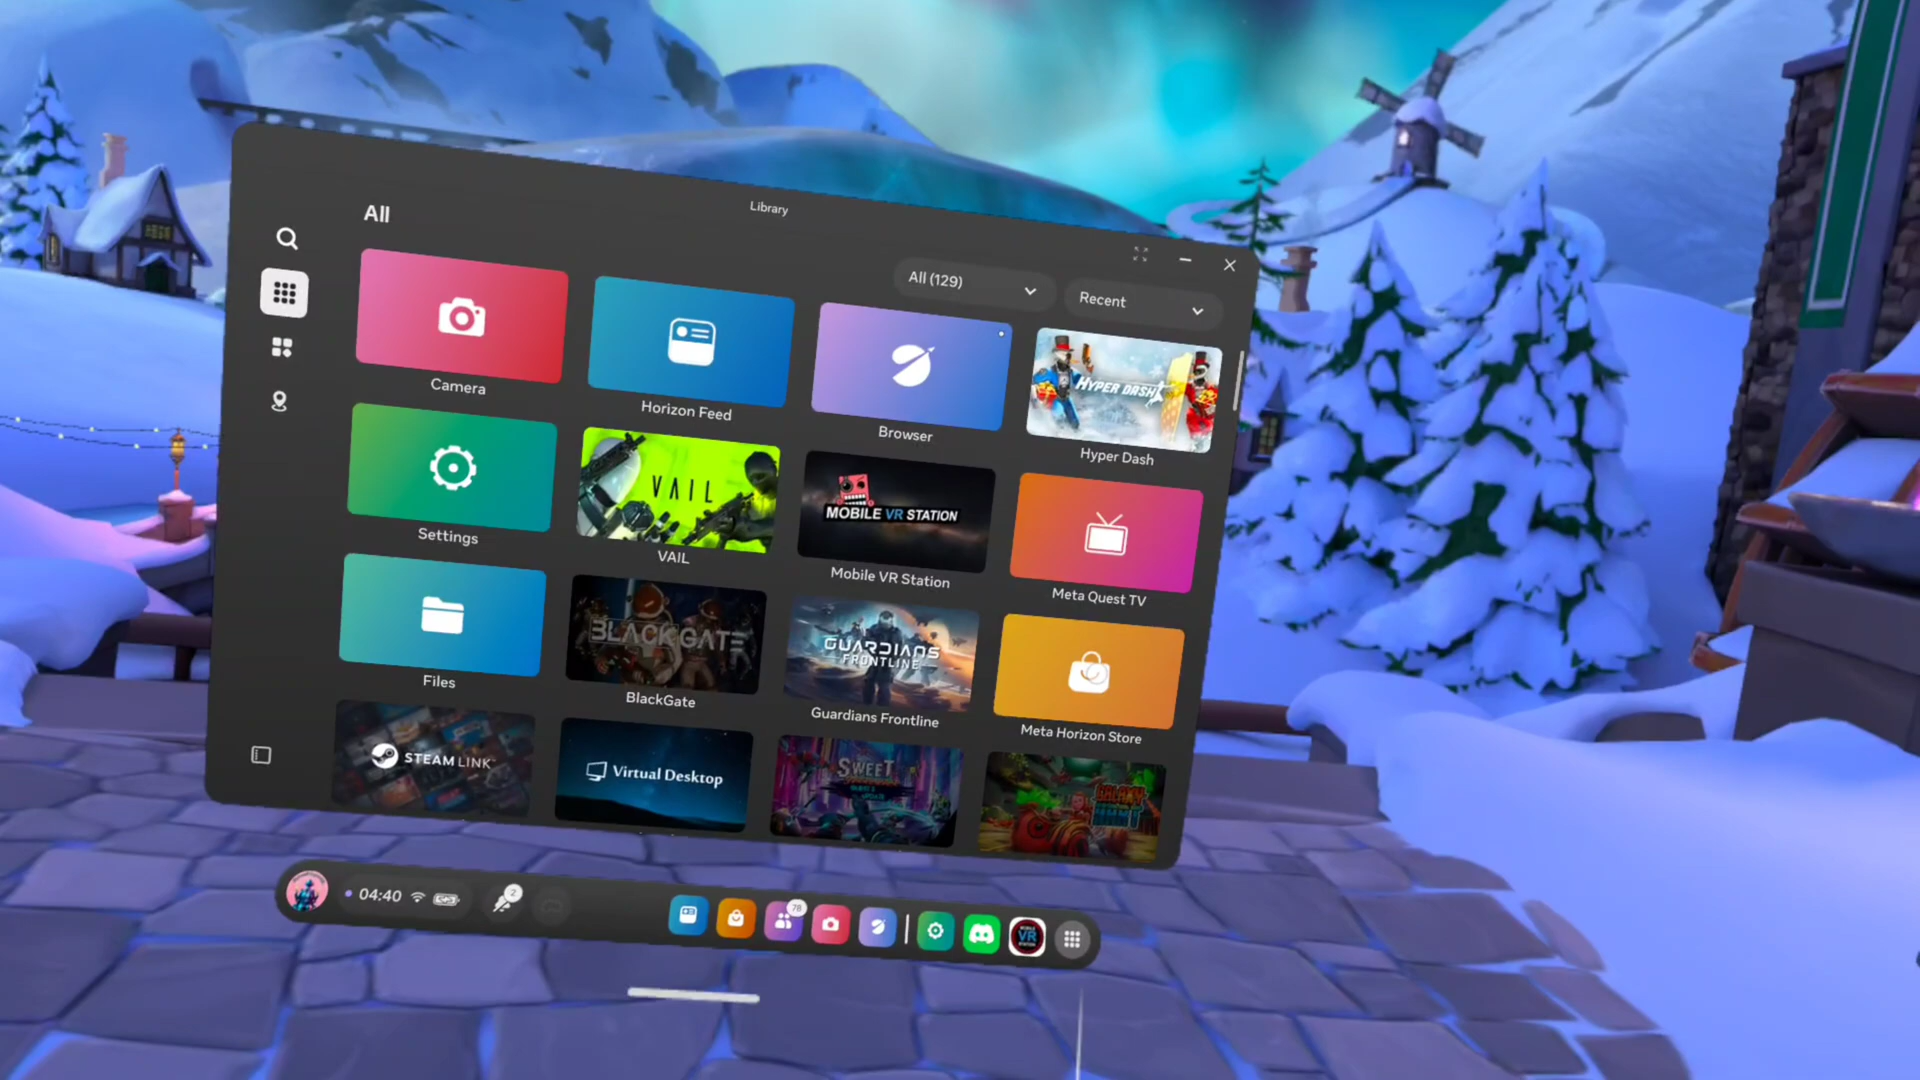 Library
All
All (129)
Recent
Camera
Horizon Feed
Browser
HYPER DASH
Hyper Dash
Settings
VAIL
VAIL
MOBILE VR STATION
Mobile VR Station
Meta Quest TV
Files
BLACKGATE
BlackGate
GUARDIANS
FRONTLINE
Guardians Frontline
Meta Horizon Store
STEAM LINK
Virtual Desktop
SWEET
GALAXY
04:40
2
78
VR